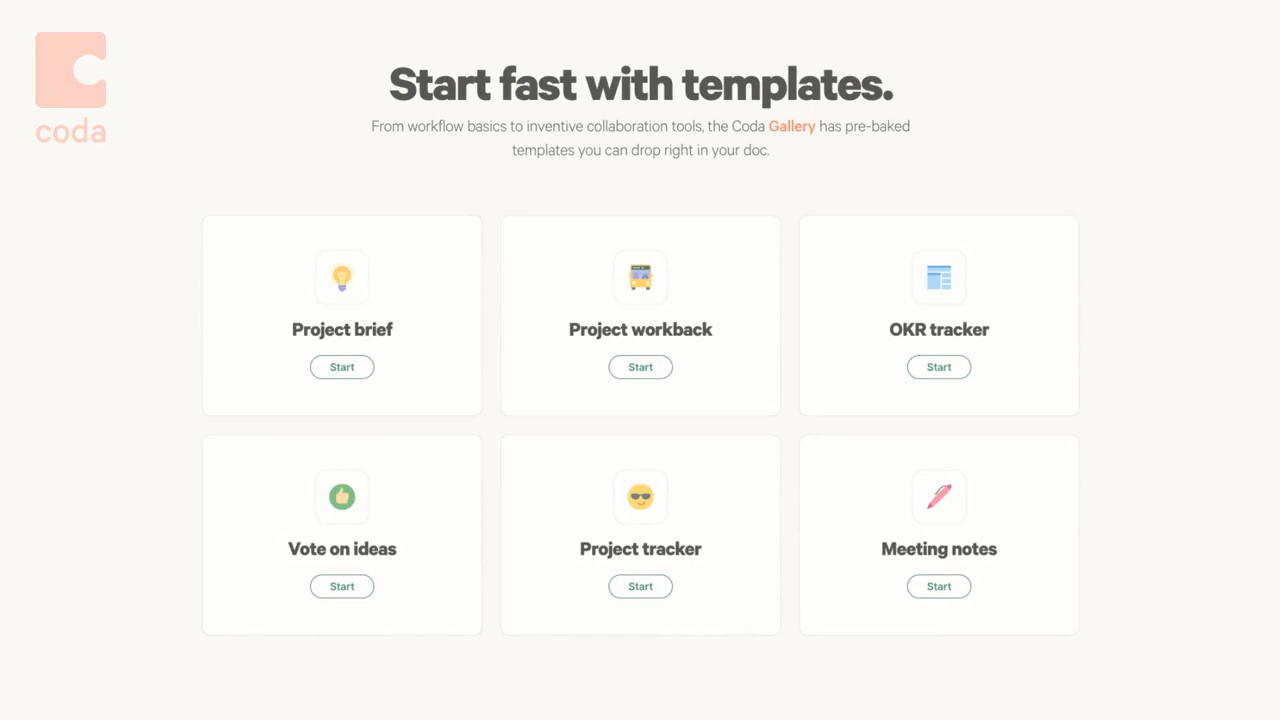 coda
Start fast with templates.
From workflow basics to inventive collaboration tools, the Coda Gallery has pre-baked
templates you can drop right in your doc.
Project brief
Start
Project workback
Start
OKR tracker
Start
Vote on ideas
Start
Project tracker
Start
Meeting notes
Start